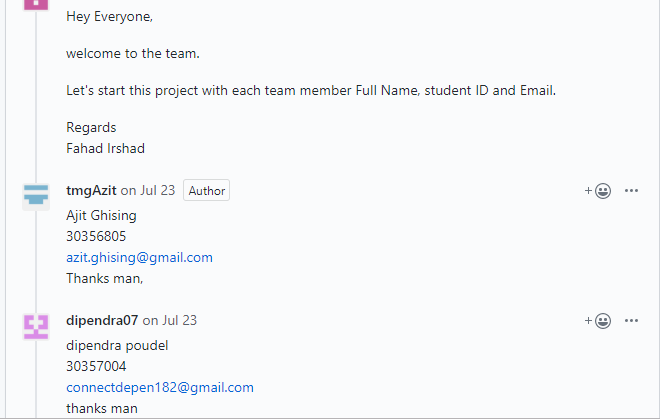 Hey Everyone,
welcome to the team.
Let's start this project with each team member Full Name, student ID and Email.
Regards
Fahad Irshad
tmgAzit on Jul 23 Author
Ajit Ghising
30356805
azit.ghising@gmail.com
Thanks man,
dipendra07 on Jul 23
dipendra poudel
30357004
connectdepen182@gmail.com
thanks man